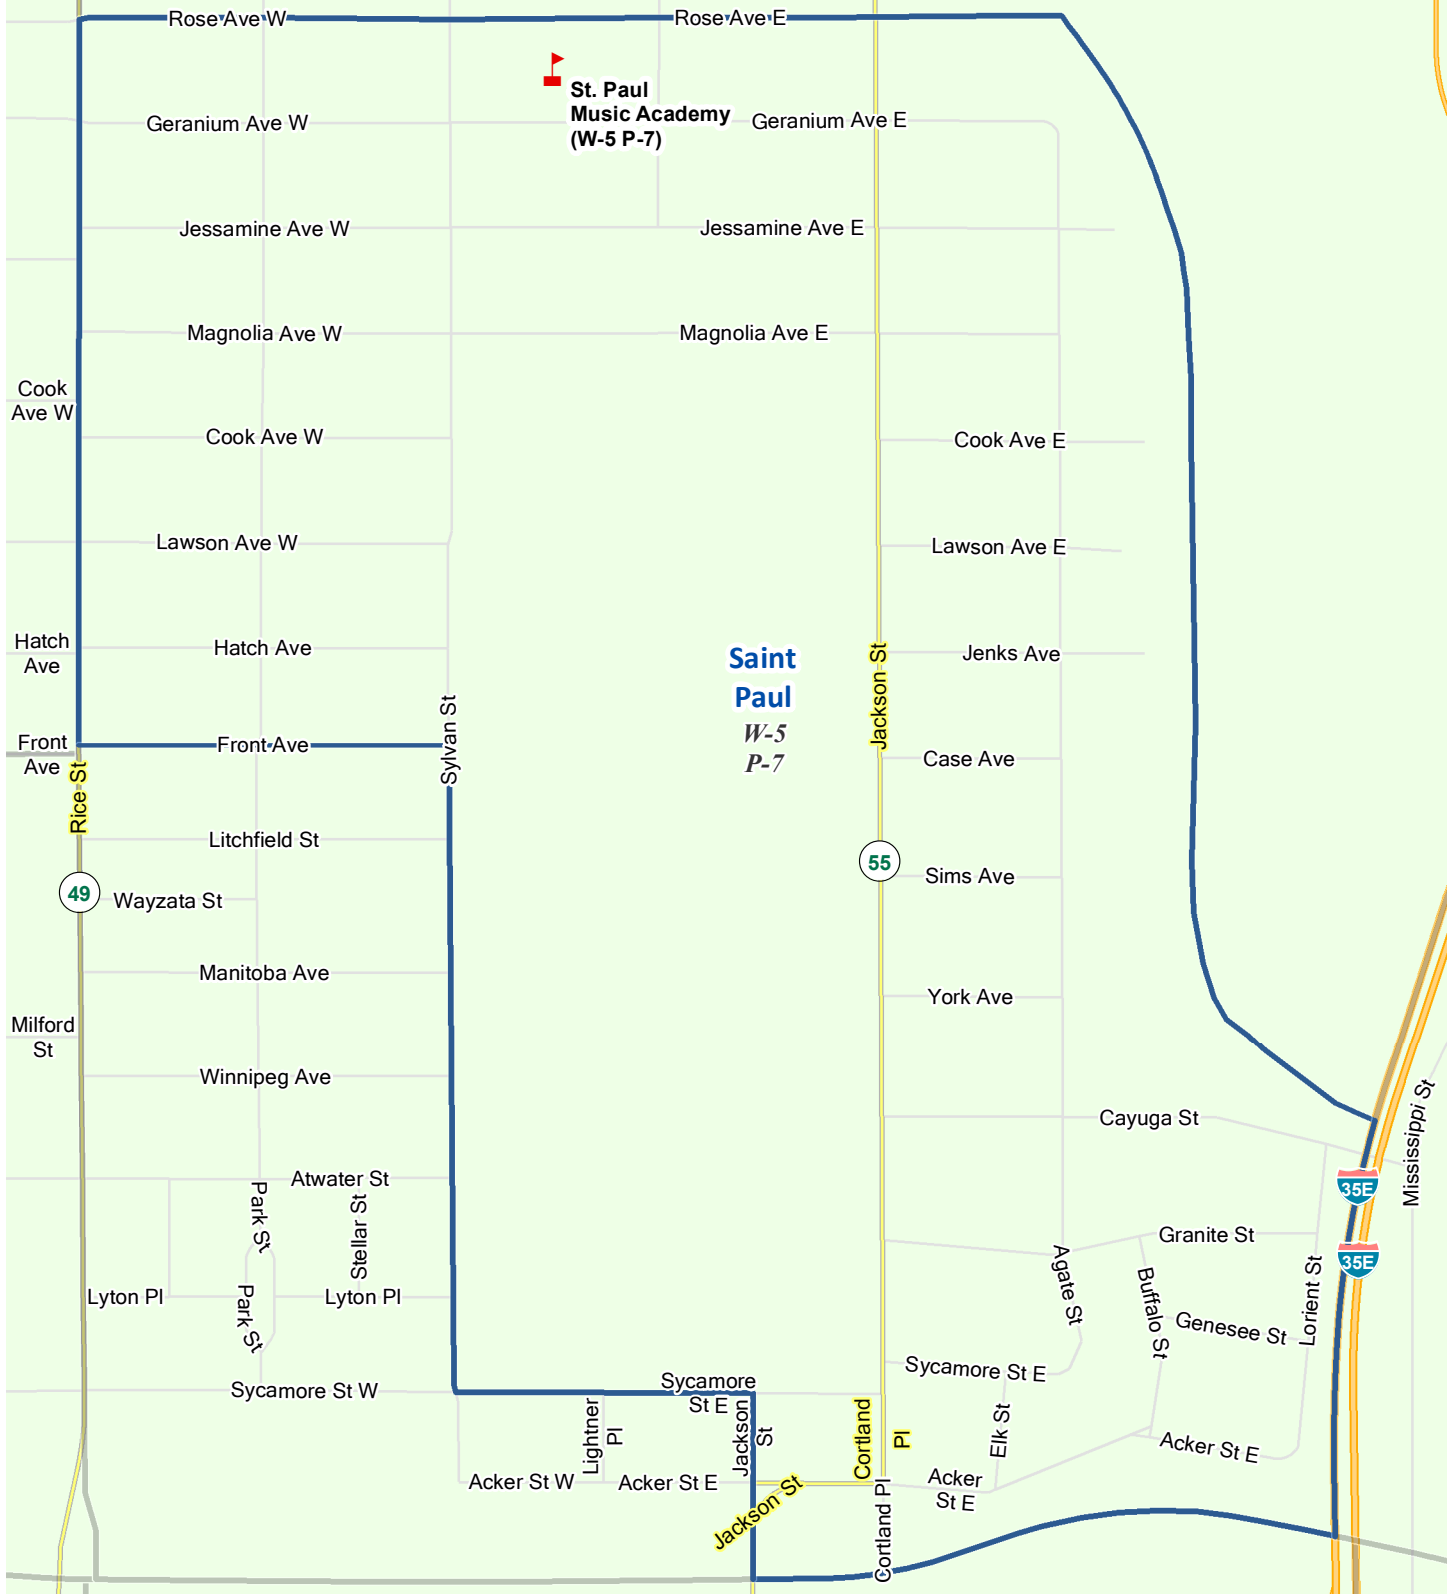 Rose Ave W
Rose Ave E
St. Paul
Music Academy
(W-5 P-7)
Geranium Ave W
Geranium Ave E
Jessamine Ave W
Jessamine Ave E
Magnolia Ave W
Magnolia Ave E
Cook
Ave W
Cook Ave W
Cook Ave E
Lawson Ave W
Lawson Ave E
Hatch
Ave
Hatch Ave
Jenks Ave
Saint
Paul
W-5
P-7
Jackson St
Sylvan St
Front
Ave
Front Ave
Case Ave
Rice St
Litchfield St
55
Sims Ave
49
Wayzata St
Manitoba Ave
York Ave
Milford
St
Winnipeg Ave
Cayuga St
Mississippi St
Atwater St
35E
Park St
Stellar St
Granite St
35E
Agate St
Buffalo St
Lorient St
Lyton Pl
Park St
Lyton Pl
Genesee St
Sycamore St E
Sycamore St W
Sycamore
St E
Lightner
Pl
Jackson
St
Cortland
Pl
Elk St
Acker St E
Acker St W
Acker St E
Acker
St E
Jackson St
Cortland Pl